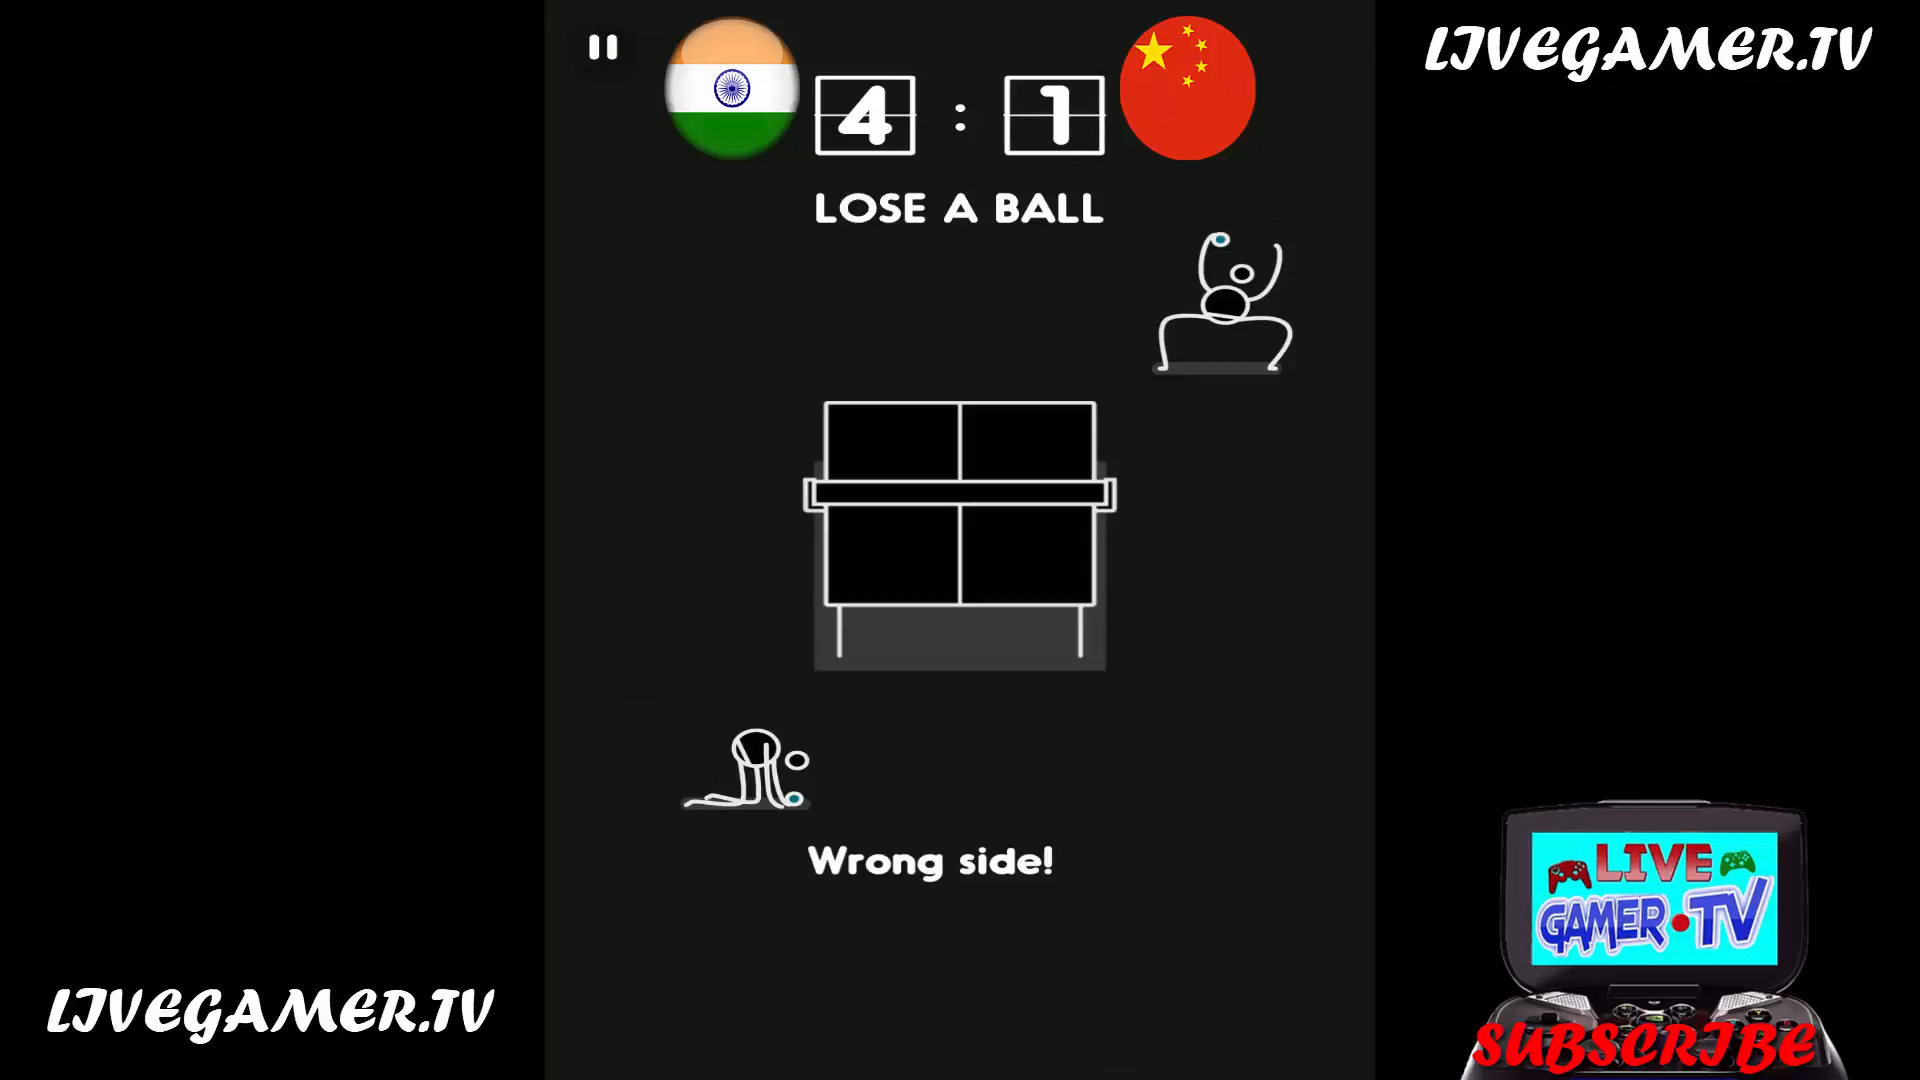 LIVEGAMER.TV
4 : 1
LOSE A BALL
Wrong side!
LIVE
GAMER.TV
LIVEGAMER.TV
SUBSCRIBE